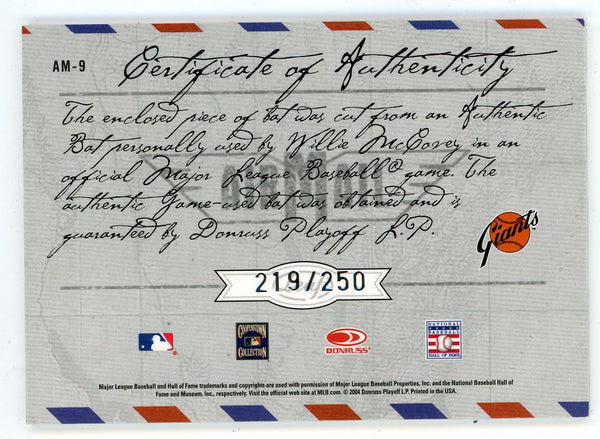 AM-9
Certificate of Authenticity
The enclosed piece of bat was cut from an Authentic
Bat personally used by Willie McCovey in an
official Major League Baseball® game. The
authentic Game-used bat was obtained and is
guaranteed by Donruss Playoff L.P.
Giants
219/250
COOPERSTOWN
COLLECTION
DONRUSS
NATIONAL
BASEBALL
HALL OF FAME
Major League Baseball and Hall of Fame trademarks and copyrights are used with permission of Major League Baseball Properties, Inc. and the National Baseball Hall of
Fame and Museum, Inc., respectively. Visit the official web site at MLB.com. © 2004 Donruss Playoff L.P. Printed in the USA.